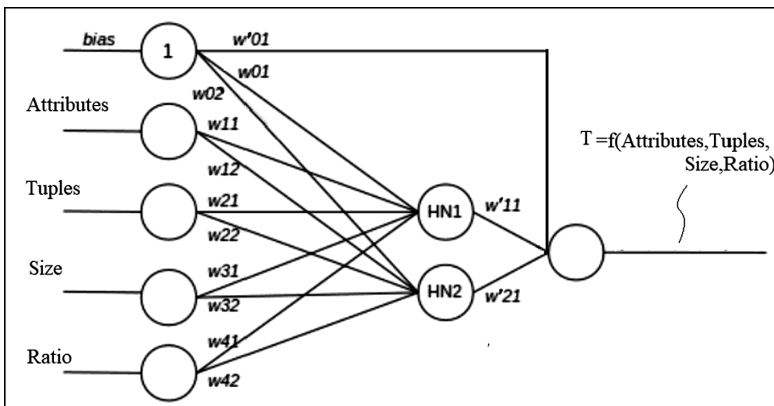 bias
1
w'01
w01
w02
Attributes
w11
w12
Tuples
w21
w22
Size
w31
w32
Ratio
w41
w42
HN1
HN2
w'11
w'21
T =f(Attributes,Tuples,
Size,Ratio)